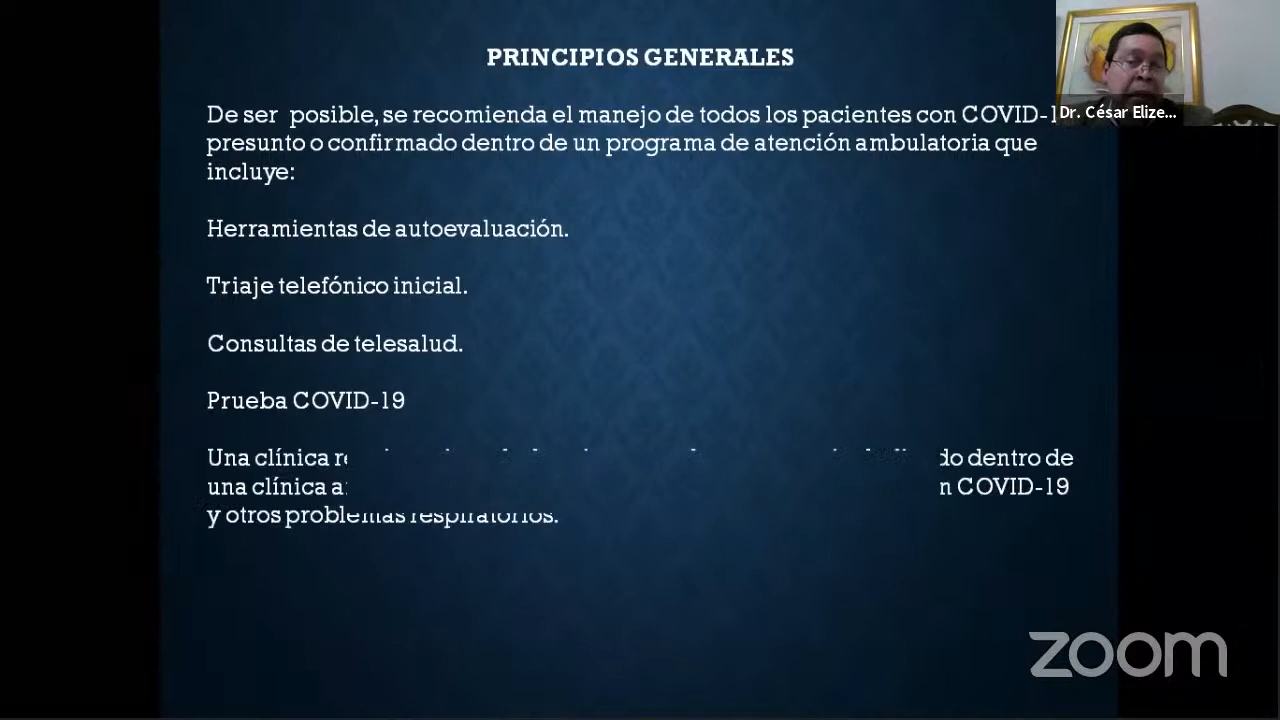 PRINCIPIOS GENERALES
De ser posible, se recomienda el manejo de todos los pacientes con COVID-1
presunto o confirmado dentro de un programa de atención ambulatoria que
incluye:
Herramientas de autoevaluación.
Triaje telefónico inicial.
Consultas de telesalud.
Prueba COVID-19
Una clínica dentro de
una clínica COVID-19
y otros problemas respiratorios.
Dr. César Elize...
zoom